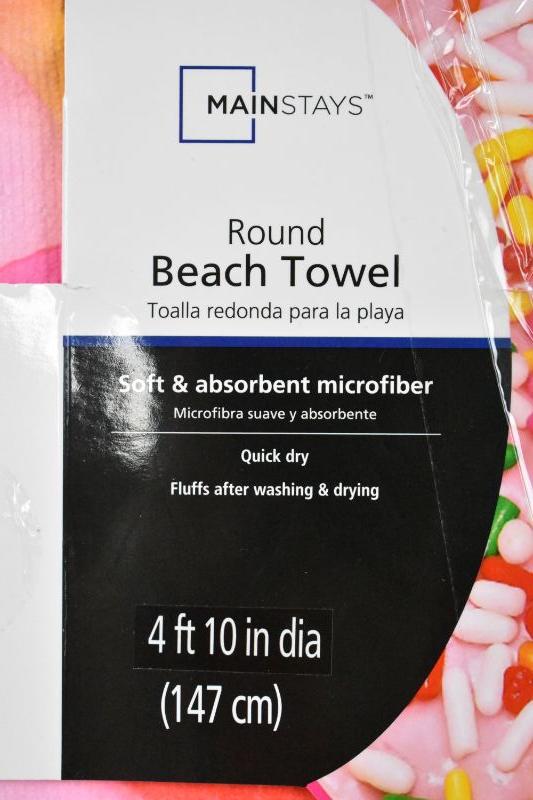 MAINSTAYS™
Round
Beach Towel
Toalla redonda para la playa
Soft & absorbent microfiber
Microfibra suave y absorbente
Quick dry
Fluffs after washing & drying
4 ft 10 in dia
(147 cm)